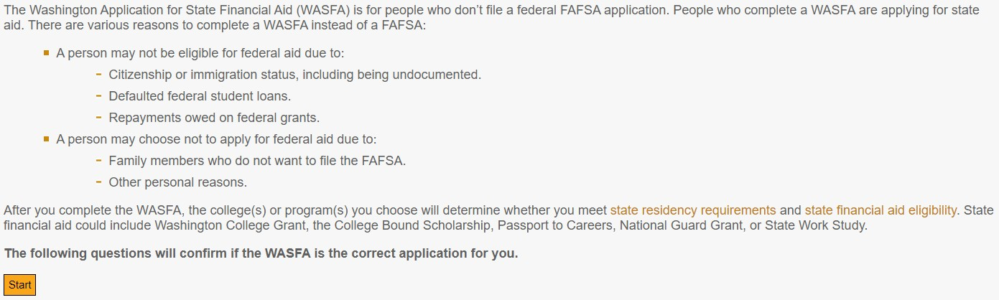 The Washington Application for State Financial Aid (WASFA) is for people who don’t file a federal FAFSA application. People who complete a WASFA are applying for state
aid. There are various reasons to complete a WASFA instead of a FAFSA:
A person may not be eligible for federal aid due to:
Citizenship or immigration status, including being undocumented.
Defaulted federal student loans.
Repayments owed on federal grants.
A person may choose not to apply for federal aid due to:
Family members who do not want to file the FAFSA.
Other personal reasons.
After you complete the WASFA, the college(s) or program(s) you choose will determine whether you meet state residency requirements and state financial aid eligibility. State
financial aid could include Washington College Grant, the College Bound Scholarship, Passport to Careers, National Guard Grant, or State Work Study.
The following questions will confirm if the WASFA is the correct application for you.
Start